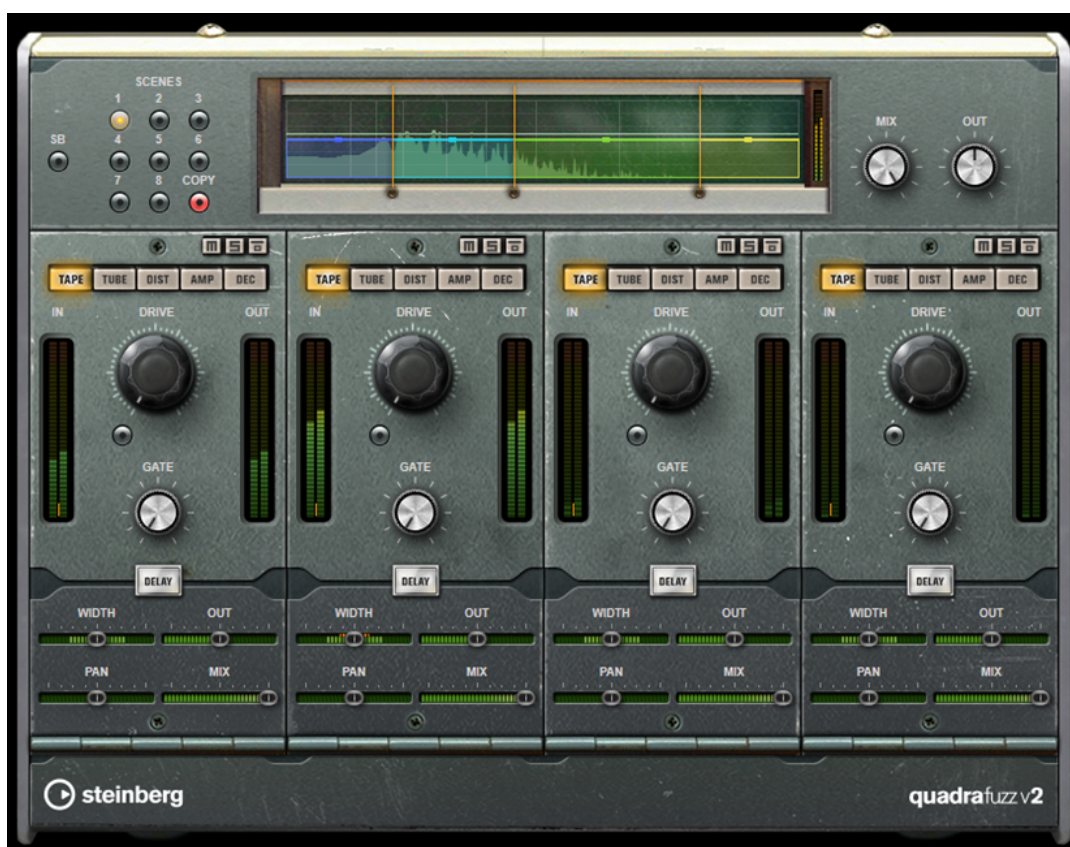 SCENES
1 2 3
SB
4 5 6
7 8 COPY
MIX OUT
M S
M S
M S
M S
TAPE TUBE DIST AMP DEC
TAPE TUBE DIST AMP DEC
TAPE TUBE DIST AMP DEC
TAPE TUBE DIST AMP DEC
IN DRIVE OUT
IN DRIVE OUT
IN DRIVE OUT
IN DRIVE OUT
GATE
GATE
GATE
GATE
DELAY
DELAY
DELAY
DELAY
WIDTH OUT
WIDTH OUT
WIDTH OUT
WIDTH OUT
PAN MIX
PAN MIX
PAN MIX
PAN MIX
steinberg
quadrafuzz v2